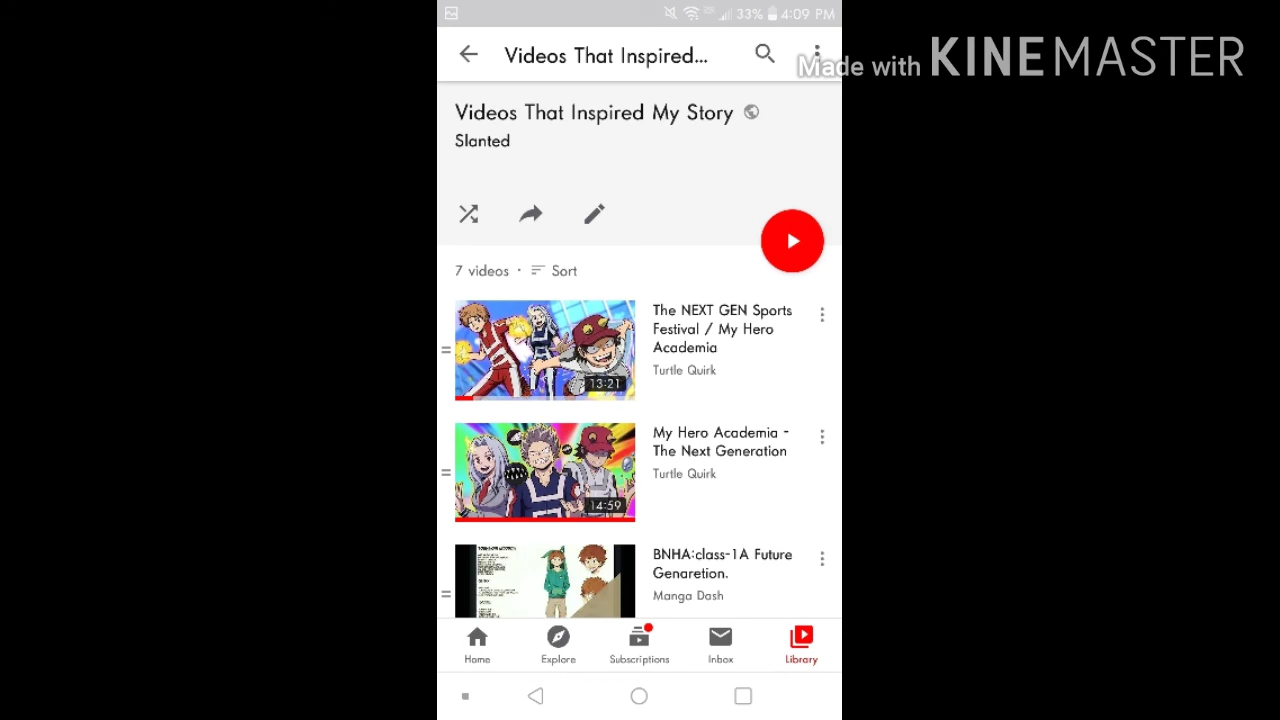 33% 4:09 PM
Videos That Inspired...
Made with KINEMASTER
Videos That Inspired My Story
Slanted
7 videos · Sort
The NEXT GEN Sports
Festival / My Hero
Academia
Turtle Quirk
13:21
My Hero Academia -
The Next Generation
Turtle Quirk
14:59
BNHA:class-1A Future
Genaretion.
Manga Dash
Home Explore Subscriptions Inbox Library